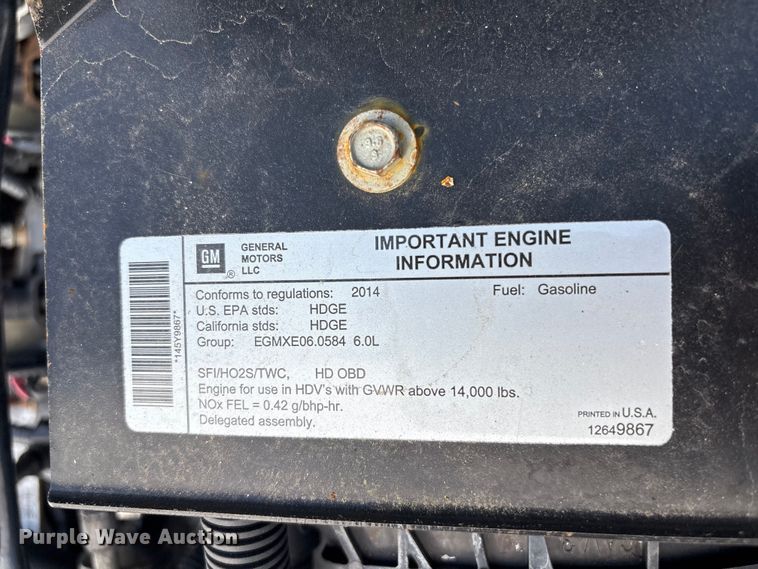 GM
®
GENERAL
MOTORS
LLC
IMPORTANT ENGINE
INFORMATION
*145Y9867*
Conforms to regulations: 2014 Fuel: Gasoline
U.S. EPA stds: HDGE
California stds: HDGE
Group: EGMXE06.0584 6.0L
SFI/HO2S/TWC, HD OBD
Engine for use in HDV's with GVWR above 14,000 lbs.
NOx FEL = 0.42 g/bhp-hr.
Delegated assembly.
PRINTED IN U.S.A.
12649867
Purple Wave Auction